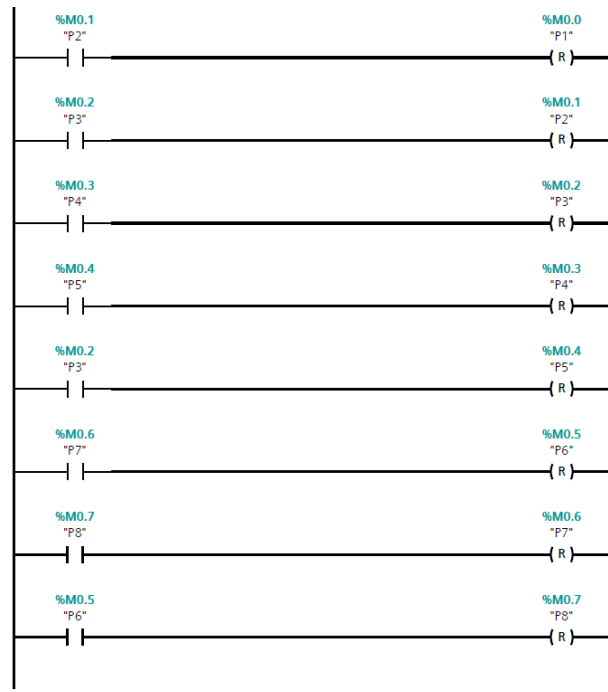 %M0.1 %M0.0
"P2" "P1"
R
%M0.2 %M0.1
"P3" "P2"
R
%M0.3 %M0.2
"P4" "P3"
R
%M0.4 %M0.3
"P5" "P4"
R
%M0.2 %M0.4
"P3" "P5"
R
%M0.6 %M0.5
"P7" "P6"
R
%M0.7 %M0.6
"P8" "P7"
R
%M0.5 %M0.7
"P6" "P8"
R